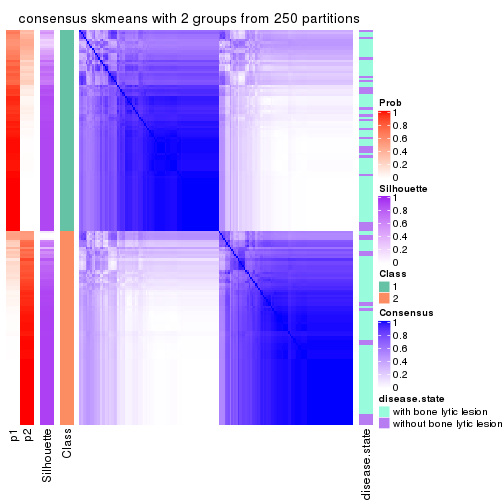 consensus skmeans with 2 groups from 250 partitions
Prob
1
0.8
0.6
0.4
0.2
0
Silhouette
1
0.8
0.6
0.4
0.2
0
Class
1
2
Consensus
1
0.8
0.6
0.4
0.2
0
disease.state
with bone lytic lesion
without bone lytic lesion
p1
p2
Silhouette
Class
disease.state